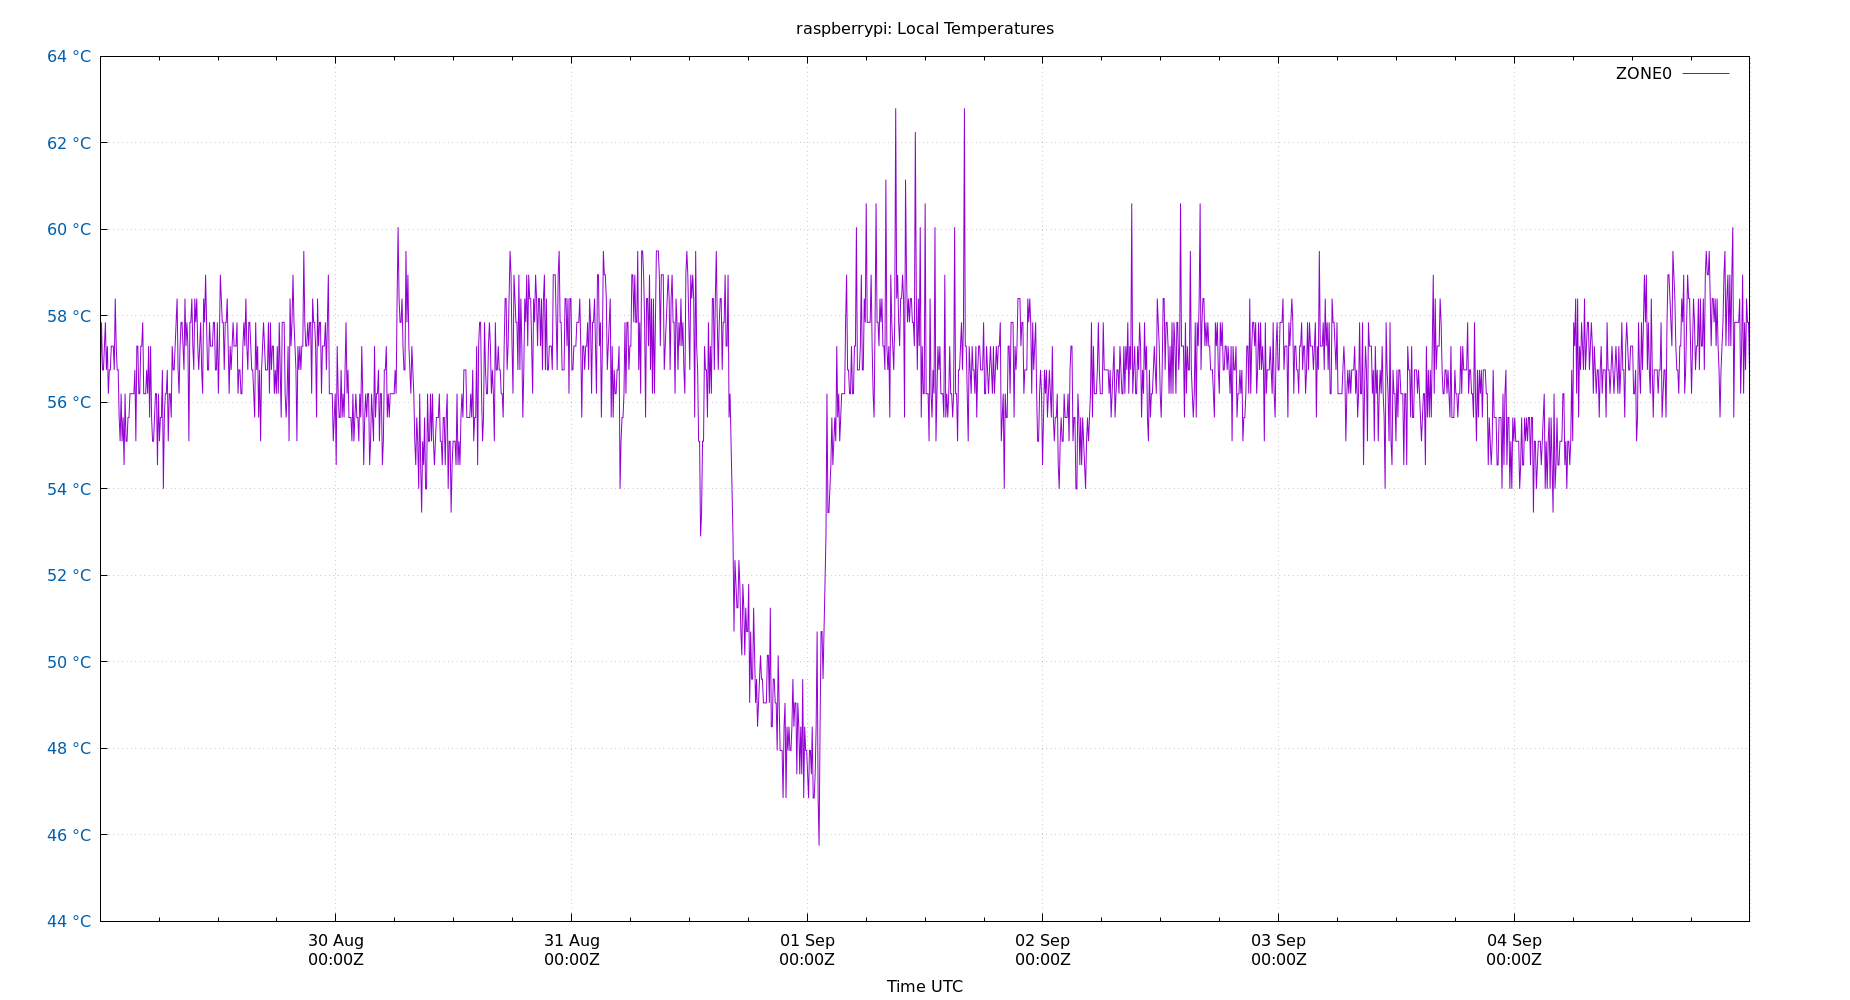 raspberrypi: Local Temperatures
64 °C
ZONE0
62 °C
60 °C
58 °C
56 °C
54 °C
52 °C
50 °C
48 °C
46 °C
44 °C
30 Aug 31 Aug 01 Sep 02 Sep 03 Sep 04 Sep
00:00Z 00:00Z 00:00Z 00:00Z 00:00Z 00:00Z
Time UTC